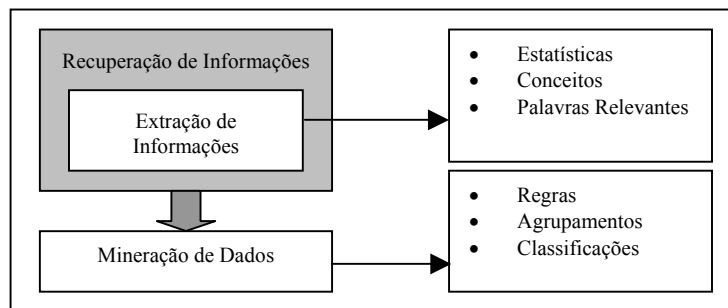 Recuperação de Informações
Extração de
Informações
• Estatísticas
• Conceitos
• Palavras Relevantes
Mineração de Dados
• Regras
• Agrupamentos
• Classificações